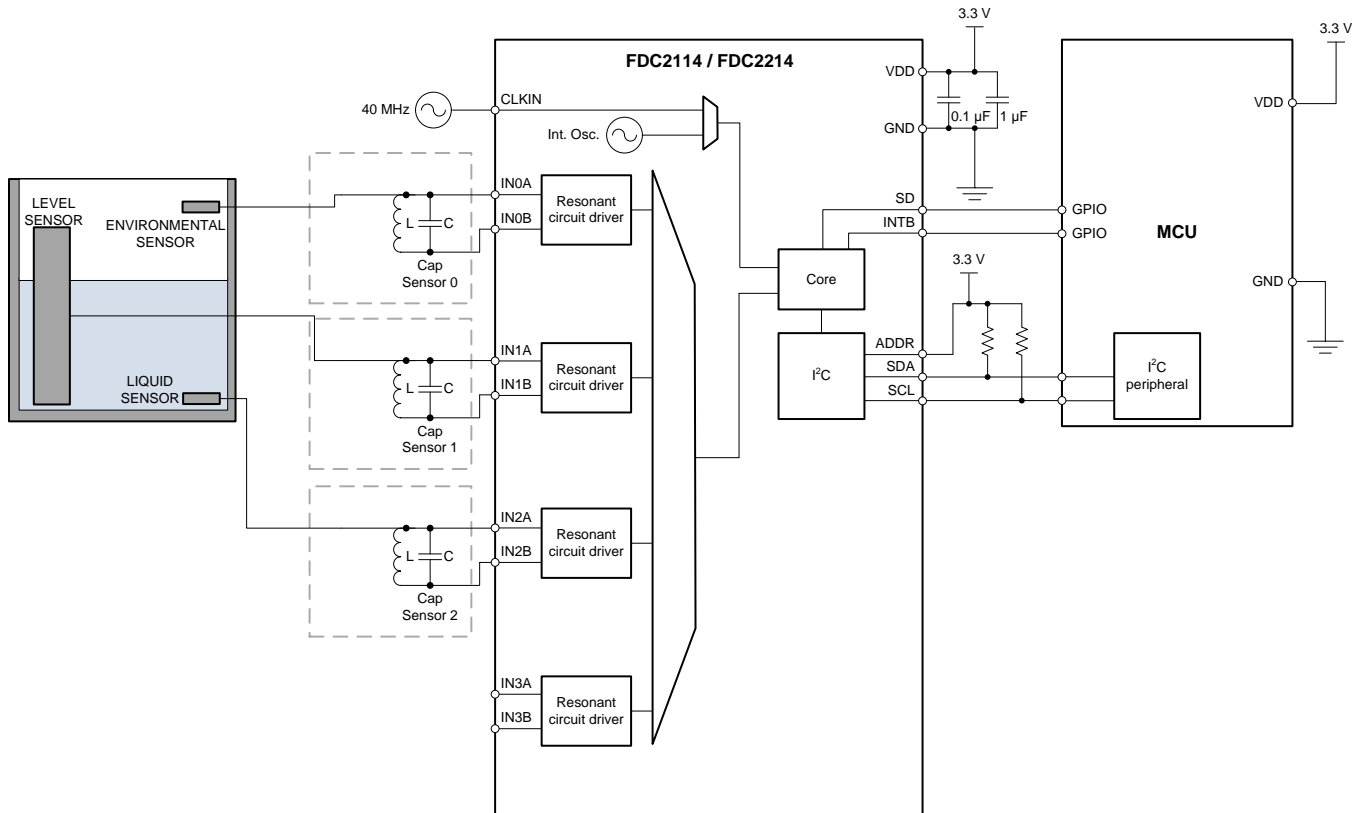 3.3 V
3.3 V
FDC2114 / FDC2214
VDD
CLKIN
40 MHz
VDD
0.1 µF
1 µF
Int. Osc.
GND
IN0A
Resonant
circuit driver
LEVEL
SENSOR
SD
GPIO
ENVIRONMENTAL
SENSOR
L
C
IN0B
INTB
GPIO
MCU
Cap
Sensor 0
3.3 V
Core
GND
IN1A
Resonant
circuit driver
ADDR
L
C
I²C
SDA
I²C
peripheral
LIQUID
SENSOR
IN1B
SCL
Cap
Sensor 1
IN2A
Resonant
circuit driver
L
C
IN2B
Cap
Sensor 2
IN3A
Resonant
circuit driver
IN3B